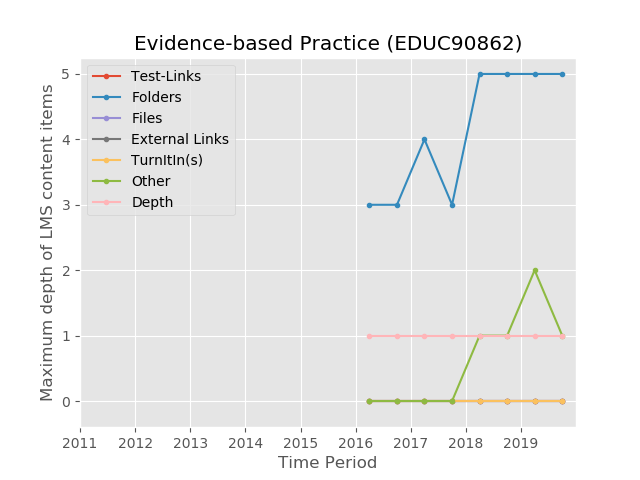 Evidence-based Practice (EDUC90862)
Test-Links
Folders
Files
External Links
TurnItIn(s)
Other
Depth
Maximum depth of LMS content items
5
4
3
2
1
0
2011 2012 2013 2014 2015 2016 2017 2018 2019
Time Period